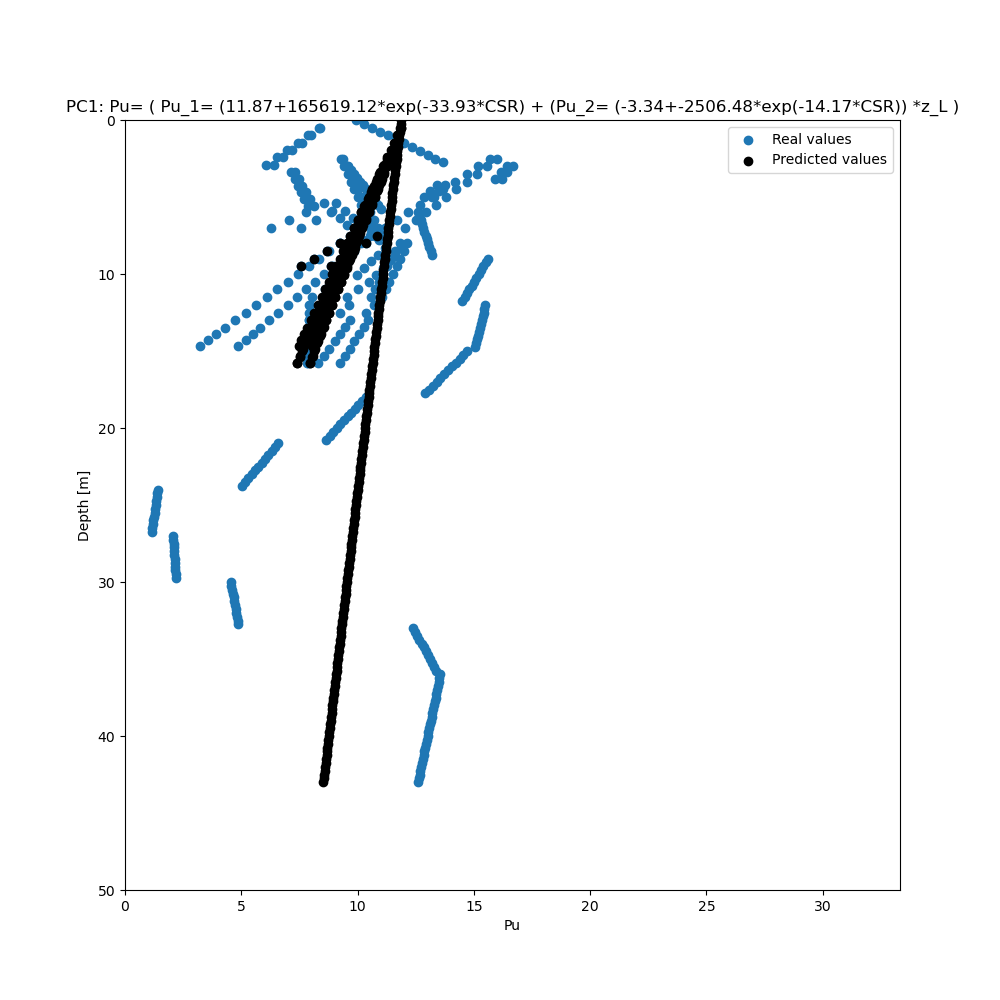 PC1: Pu= ( Pu_1= (11.87+165619.12*exp(-33.93*CSR) + (Pu_2= (-3.34+-2506.48*exp(-14.17*CSR)) *z_L )
Real values
Predicted values
0
10
20
30
40
50
Depth [m]
0 5 10 15 20 25 30
Pu